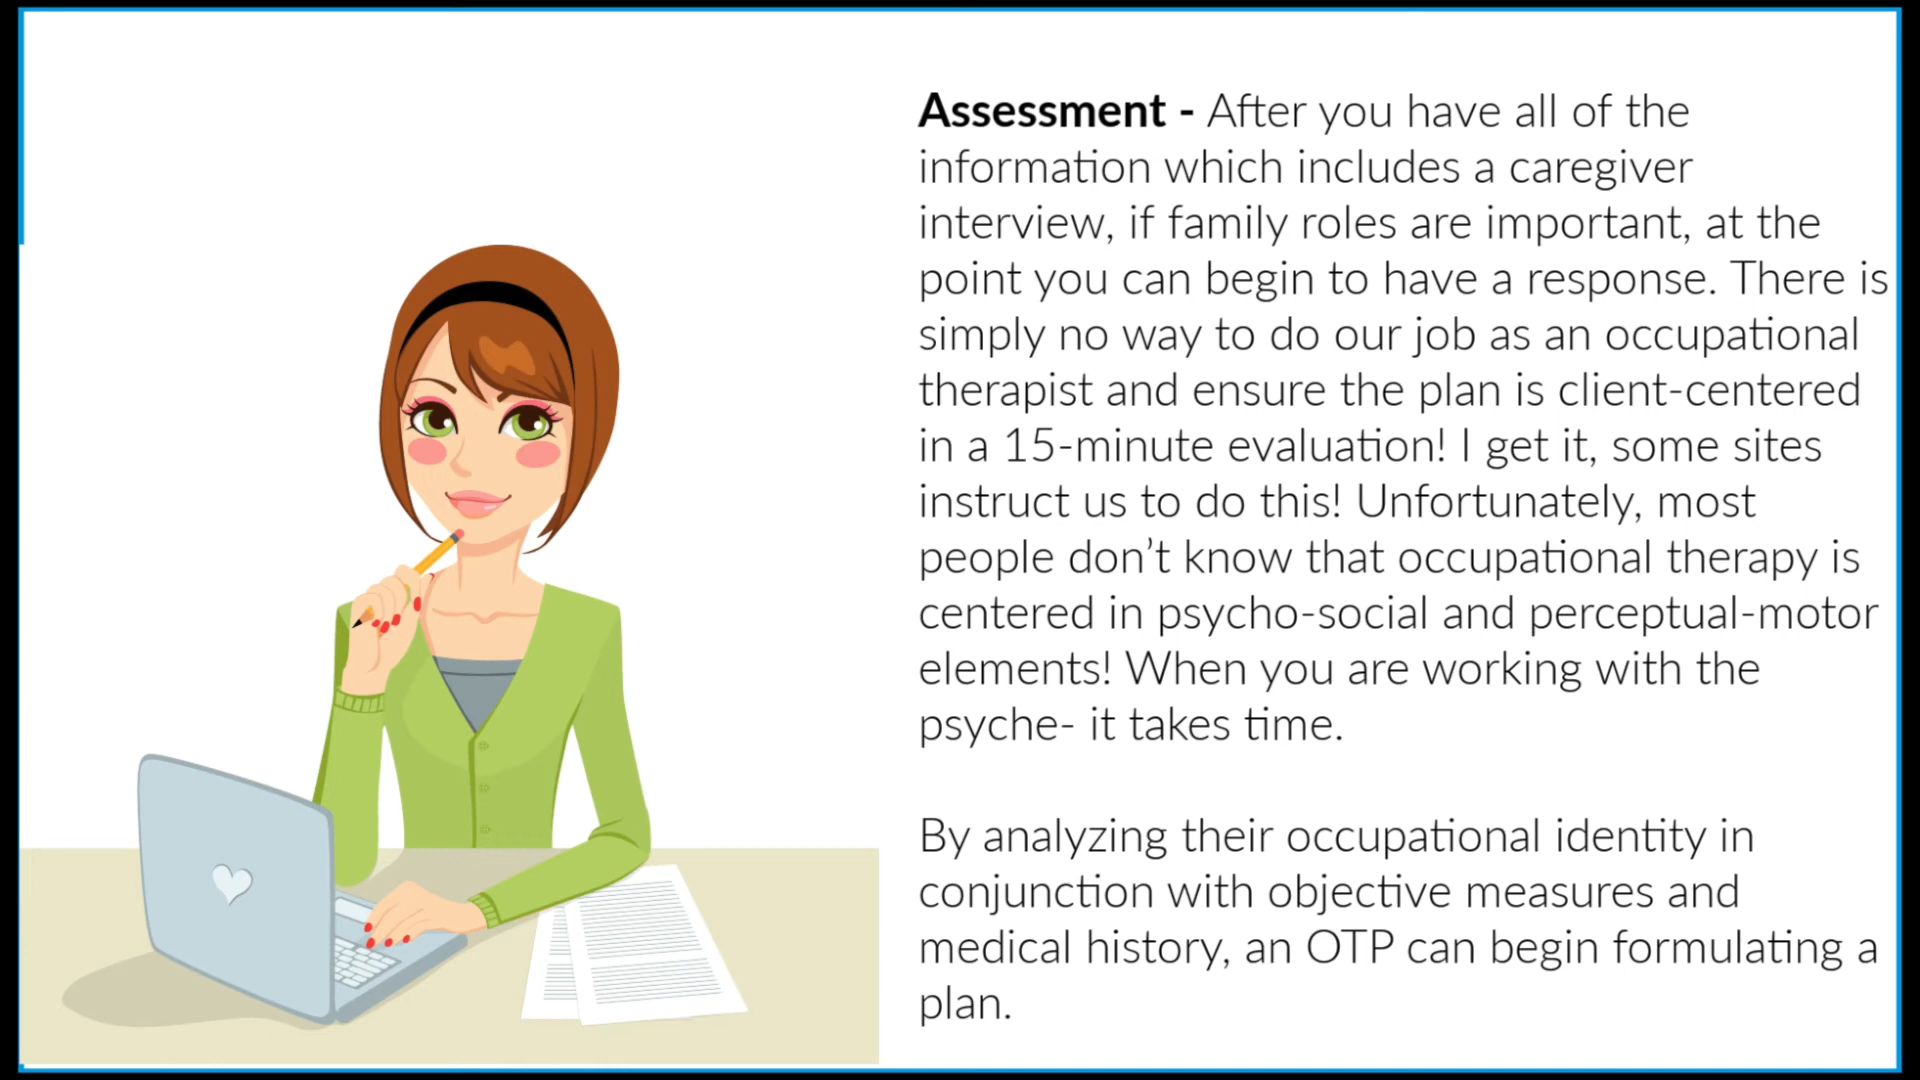 Assessment - After you have all of the
information which includes a caregiver
interview, if family roles are important, at the
point you can begin to have a response. There is
simply no way to do our job as an occupational
therapist and ensure the plan is client-centered
in a 15-minute evaluation! I get it, some sites
instruct us to do this! Unfortunately, most
people don’t know that occupational therapy is
centered in psycho-social and perceptual-motor
elements! When you are working with the
psyche- it takes time.
By analyzing their occupational identity in
conjunction with objective measures and
medical history, an OTP can begin formulating a
plan.